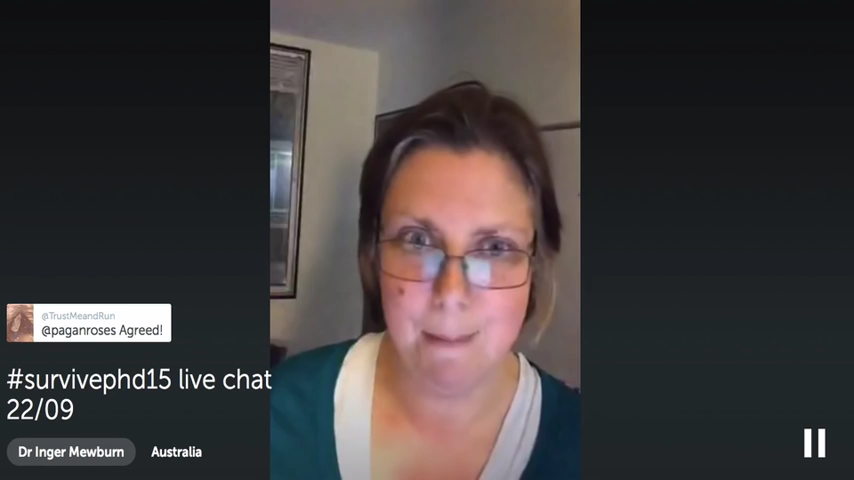 @TrustMeandRun
@paganroses Agreed!
#survivephd15 live chat
22/09
Dr Inger Mewburn Australia